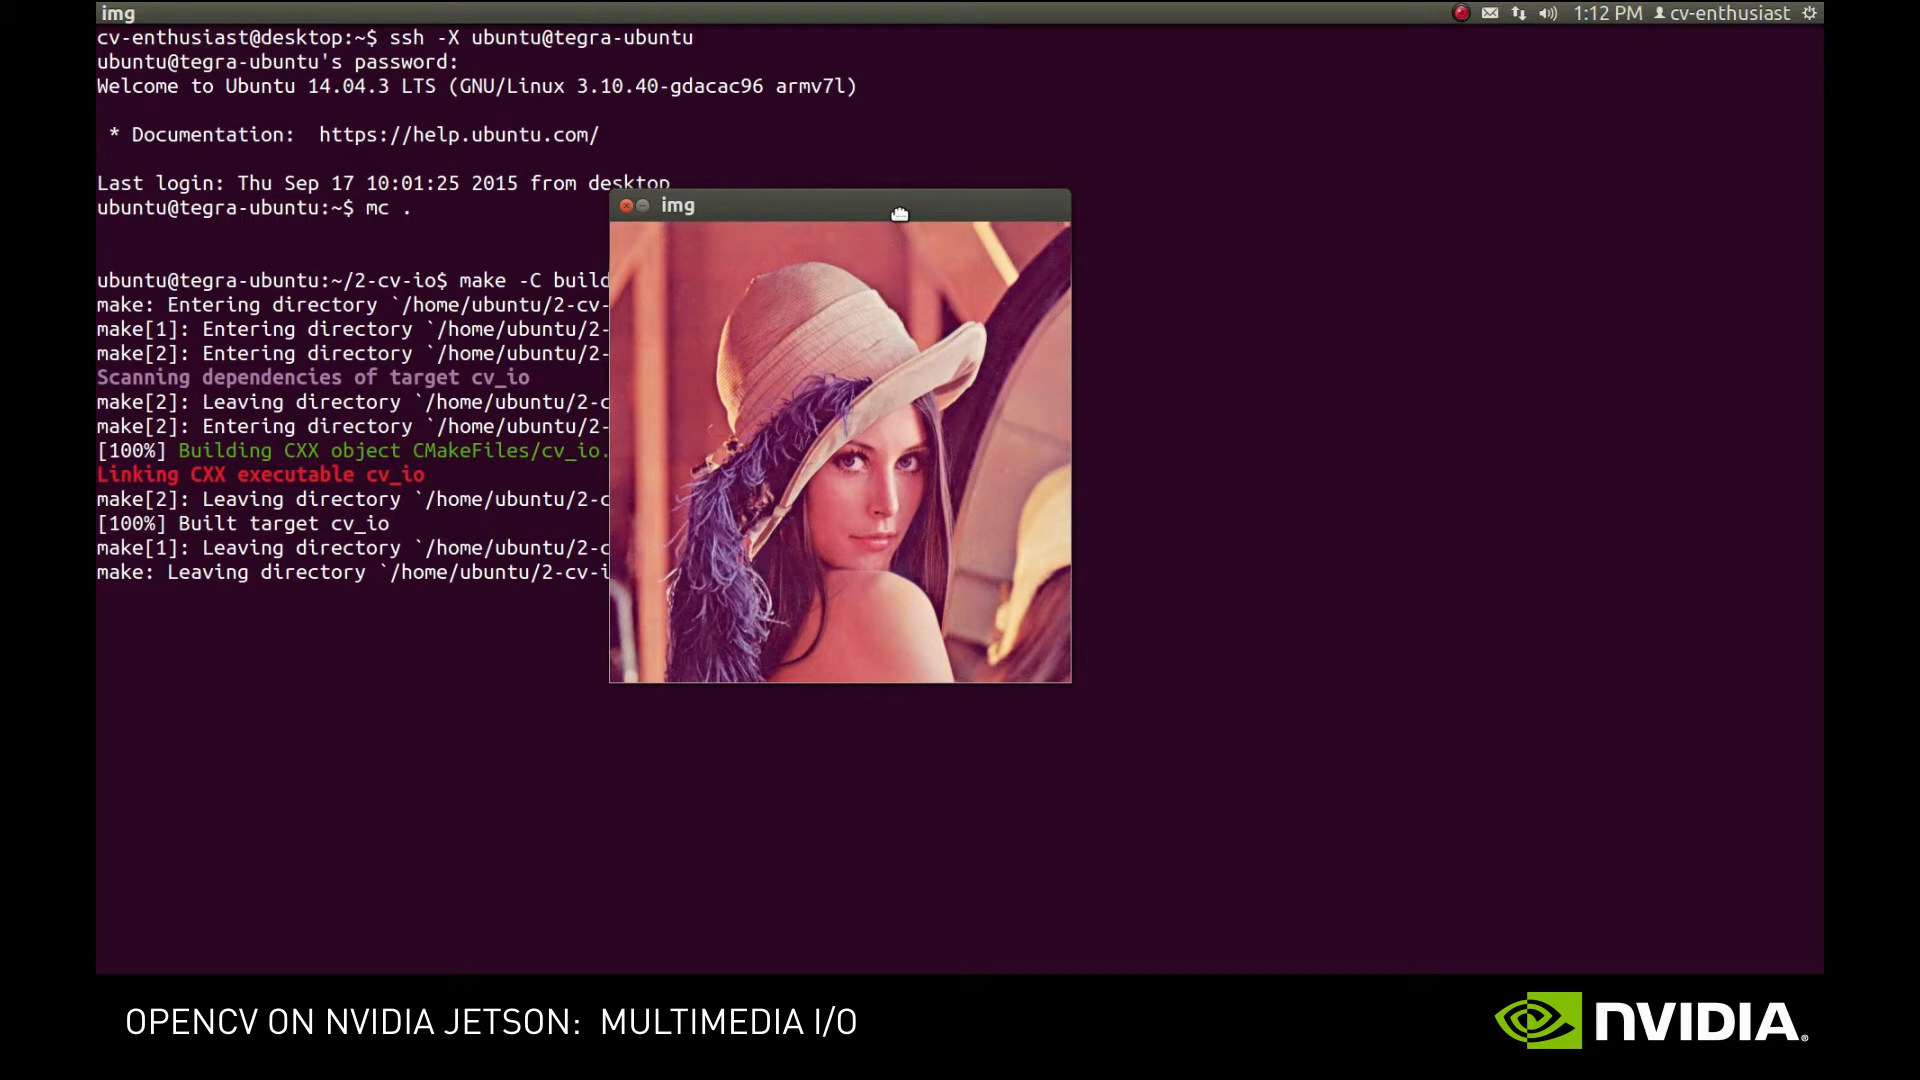 img
1:12 PM cv-enthusiast
cv-enthusiast@desktop:~$ ssh -X ubuntu@tegra-ubuntu
ubuntu@tegra-ubuntu's password:
Welcome to Ubuntu 14.04.3 LTS (GNU/Linux 3.10.40-gdacac96 armv7l)
* Documentation:  https://help.ubuntu.com/
Last login: Thu Sep 17 10:01:25 2015 from desktop
ubuntu@tegra-ubuntu:~$ mc .
img
ubuntu@tegra-ubuntu:~/2-cv-io$ make -C build
make: Entering directory `/home/ubuntu/2-cv-
make[1]: Entering directory `/home/ubuntu/2-
make[2]: Entering directory `/home/ubuntu/2-
Scanning dependencies of target cv_io
make[2]: Leaving directory `/home/ubuntu/2-c
make[2]: Entering directory `/home/ubuntu/2-
[100%] Building CXX object CMakeFiles/cv_io.
Linking CXX executable cv_io
make[2]: Leaving directory `/home/ubuntu/2-c
[100%] Built target cv_io
make[1]: Leaving directory `/home/ubuntu/2-c
make: Leaving directory `/home/ubuntu/2-cv-i
OPENCV ON NVIDIA JETSON:  MULTIMEDIA I/O
NVIDIA